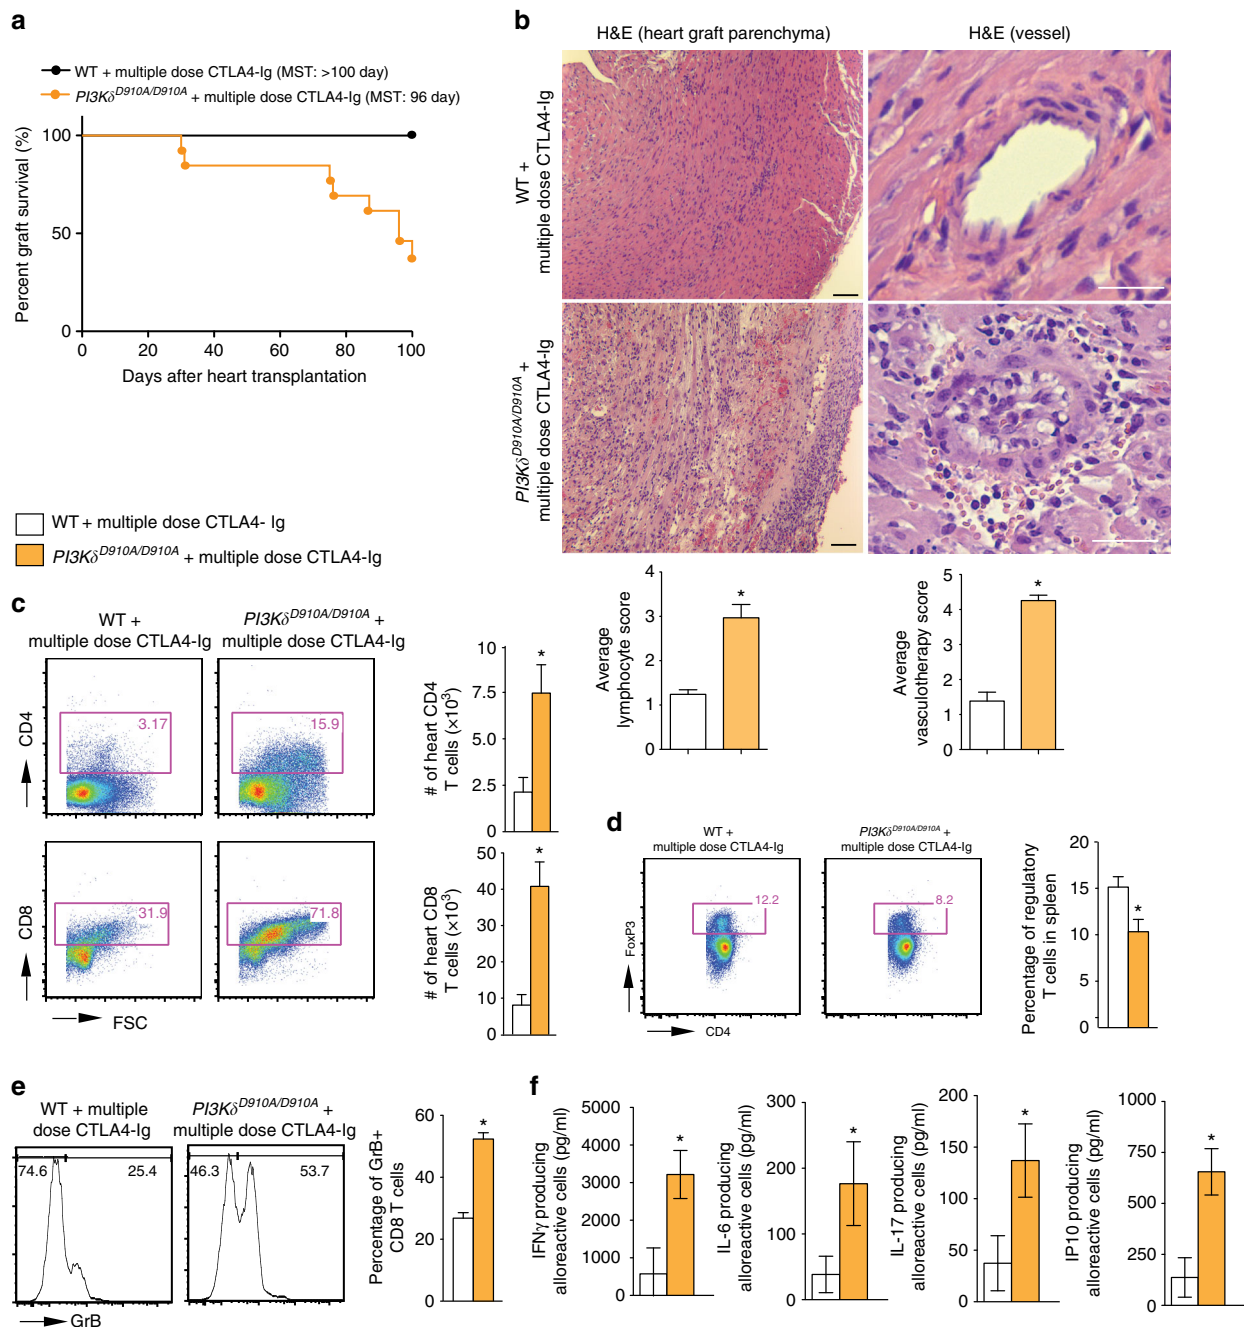 a
WT + multiple dose CTLA4-Ig (MST: >100 day)
PI3Kδ^D910A/D910A + multiple dose CTLA4-Ig (MST: 96 day)
Percent graft survival (%)
100
50
0
0 20 40 60 80 100
Days after heart transplantation
b
H&E (heart graft parenchyma)
H&E (vessel)
WT +
multiple dose CTLA4-Ig
PI3Kδ^D910A/D910A +
multiple dose CTLA4-Ig
Average
lymphocyte score
4
3
2
1
0
*
Average
vasculotherapy score
5
4
3
2
1
0
*
WT + multiple dose CTLA4- Ig
PI3Kδ^D910A/D910A + multiple dose CTLA4-Ig
c
WT +
multiple dose CTLA4-Ig
PI3Kδ^D910A/D910A +
multiple dose CTLA4-Ig
CD4
3.17
15.9
# of heart CD4
T cells (×10³)
10
7.5
5.0
2.5
0
*
CD8
31.9
71.8
FSC
# of heart CD8
T cells (×10³)
50
40
30
20
10
0
*
d
WT +
multiple dose CTLA4-Ig
PI3Kδ^D910A/D910A +
multiple dose CTLA4-Ig
FoxP3
12.2
8.2
CD4
Percentage of regulatory
T cells in spleen
20
15
10
5
0
*
e
WT + multiple
dose CTLA4-Ig
PI3Kδ^D910A/D910A +
multiple dose CTLA4-Ig
74.6 25.4
46.3 53.7
GrB
Percentage of GrB+
CD8 T cells
60
40
20
0
*
f
IFNγ producing
alloreactive cells (pg/ml)
5000
4000
3000
2000
1000
0
*
IL-6 producing
alloreactive cells (pg/ml)
300
200
100
0
*
IL-17 producing
alloreactive cells (pg/ml)
200
150
100
50
0
*
IP10 producing
alloreactive cells (pg/ml)
1000
750
500
250
0
*